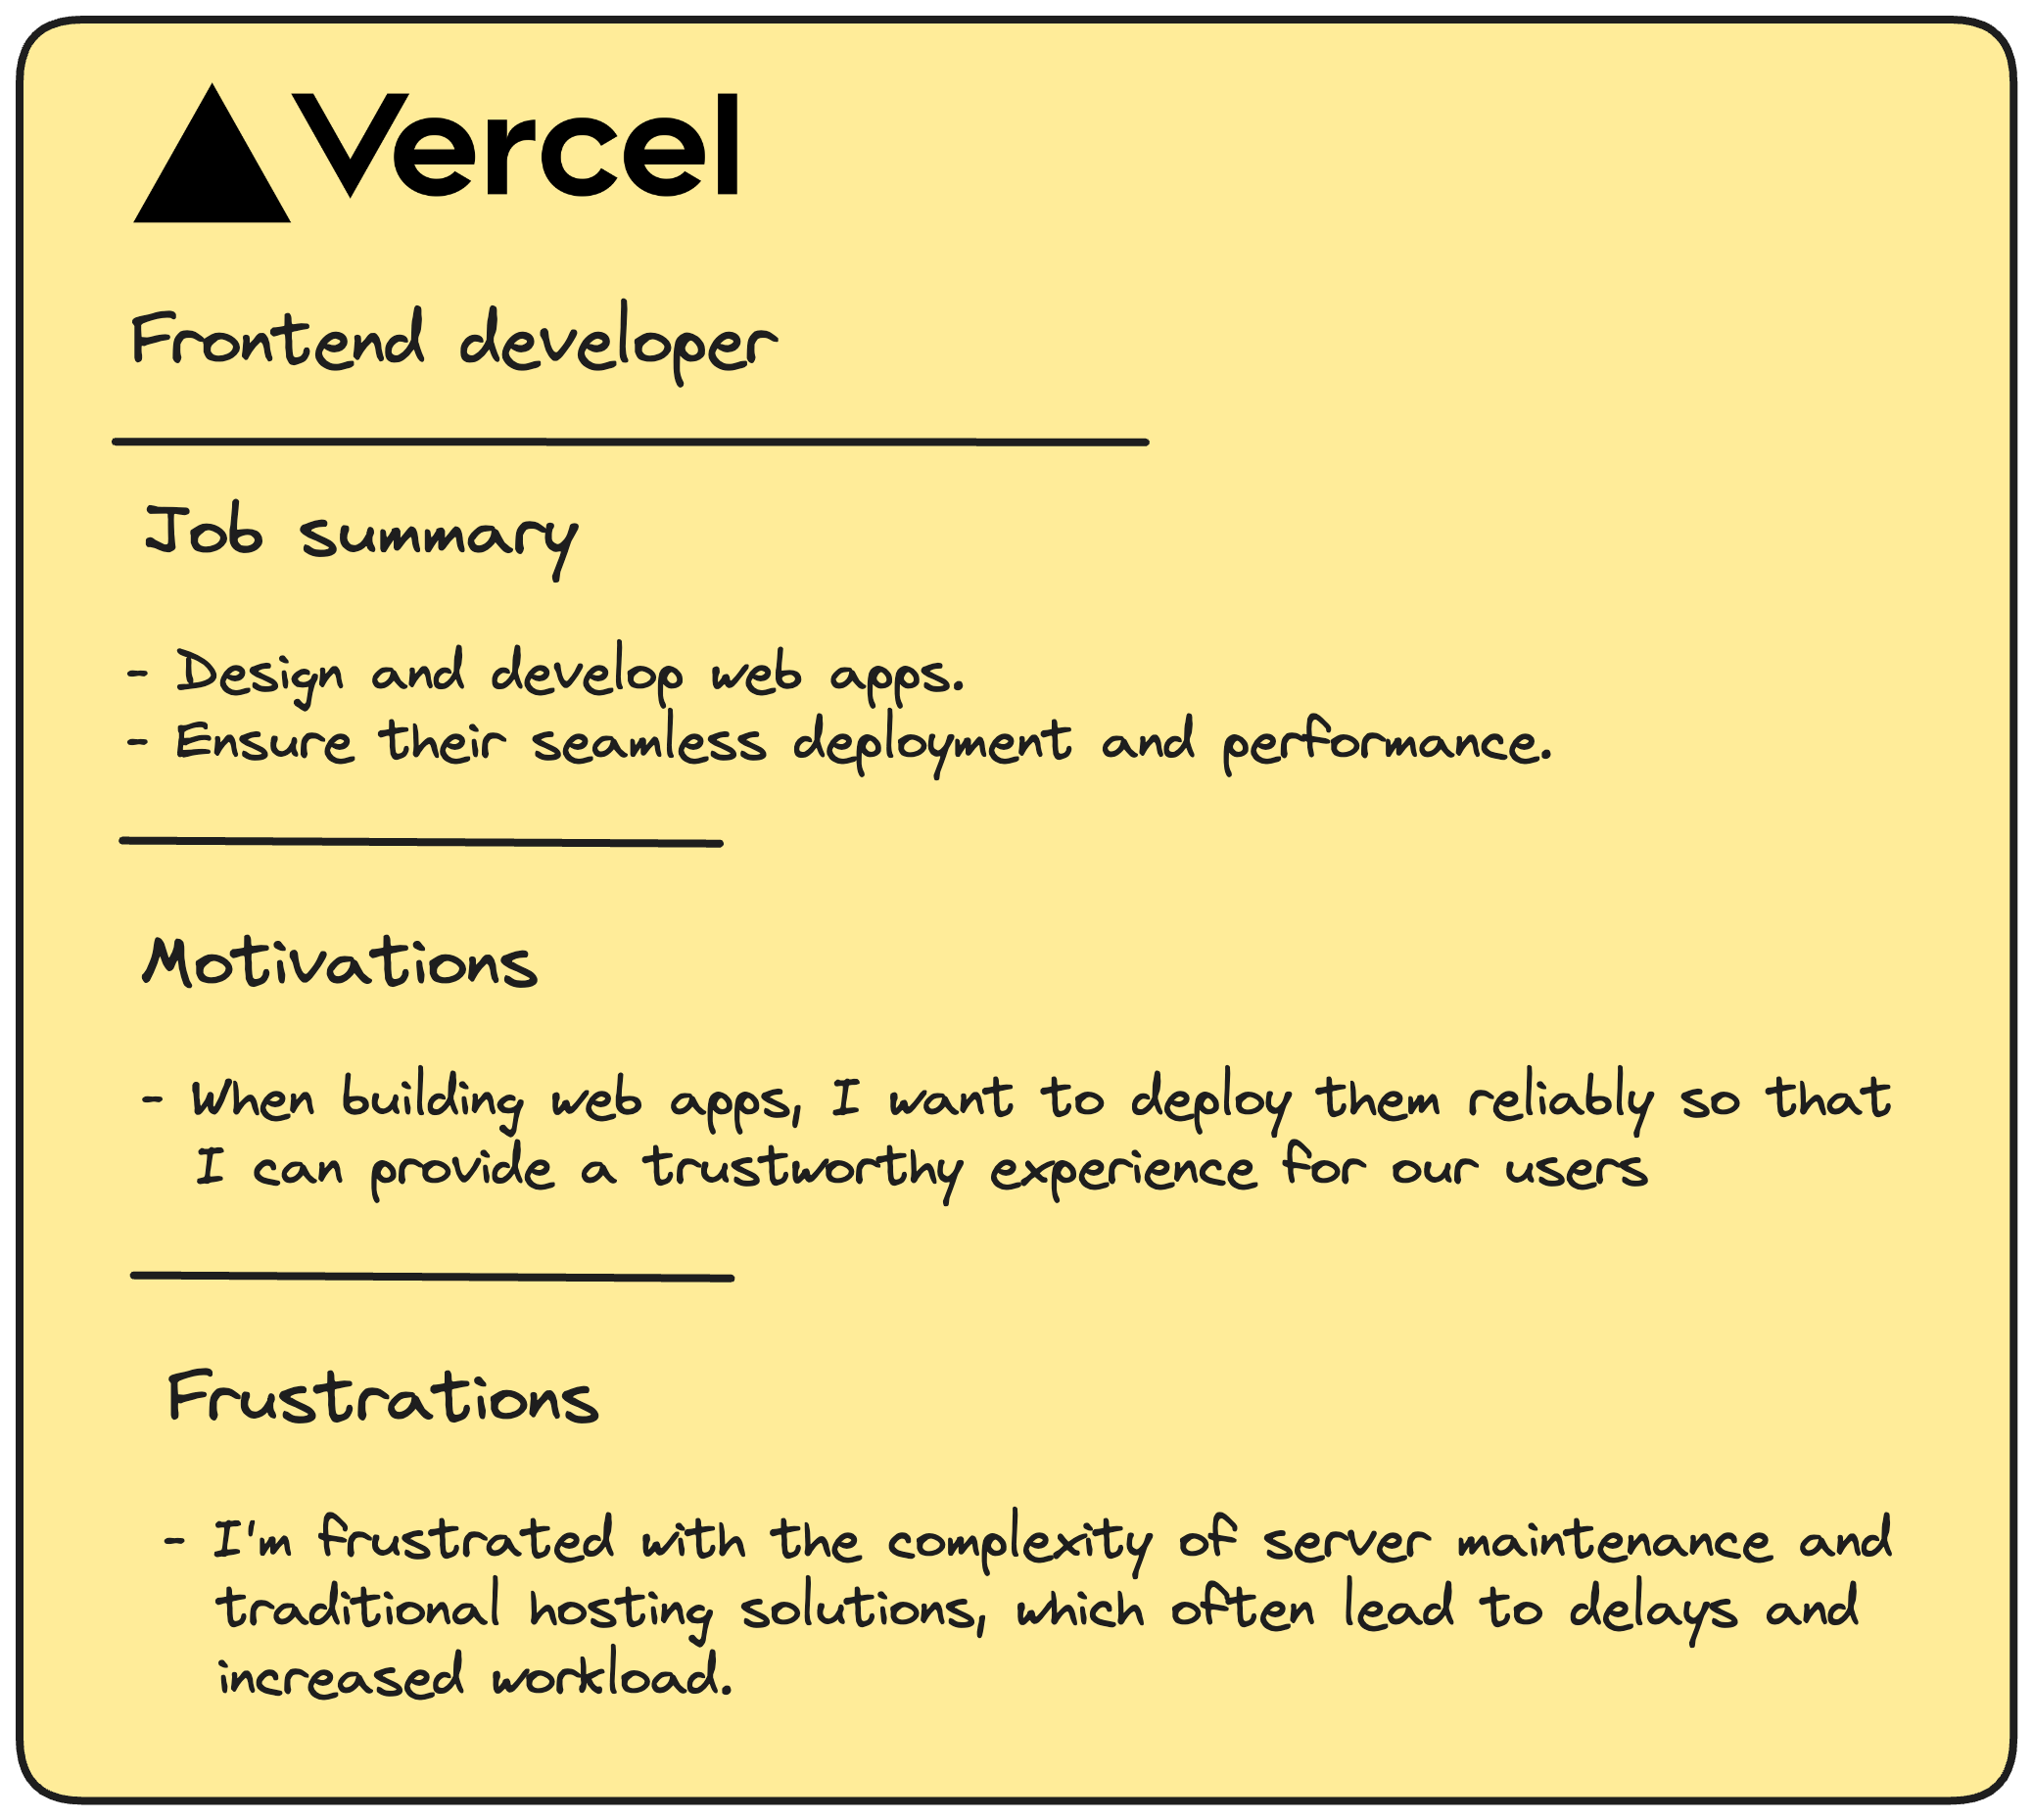 Vercel
Frontend developer
Job summary
- Design and develop web apps.
- Ensure their seamless deployment and performance.
Motivations
- When building web apps, I want to deploy them reliably so that
I can provide a trustworthy experience for our users
Frustrations
- I'm frustrated with the complexity of server maintenance and
traditional hosting solutions, which often lead to delays and
increased workload.